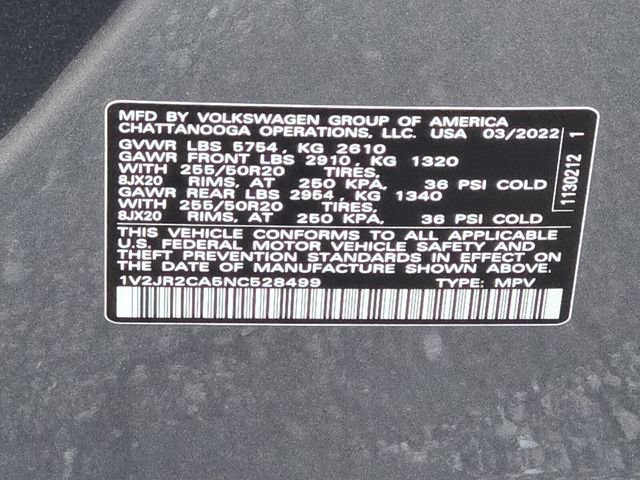 MFD BY VOLKSWAGEN GROUP OF AMERICA
CHATTANOOGA OPERATIONS, LLC. USA 03/2022
GVWR LBS 5754, KG 2610
GAWR FRONT LBS 2910, KG 1320
WITH 255/50R20 TIRES,
8JX20 RIMS, AT 250 KPA, 36 PSI COLD
GAWR REAR LBS 2954, KG 1340
WITH 255/50R20 TIRES,
8JX20 RIMS, AT 250 KPA, 36 PSI COLD
THIS VEHICLE CONFORMS TO ALL APPLICABLE
U.S. FEDERAL MOTOR VEHICLE SAFETY AND
THEFT PREVENTION STANDARDS IN EFFECT ON
THE DATE OF MANUFACTURE SHOWN ABOVE.
1V2JR2CA5NC528499 TYPE: MPV
1130212 1